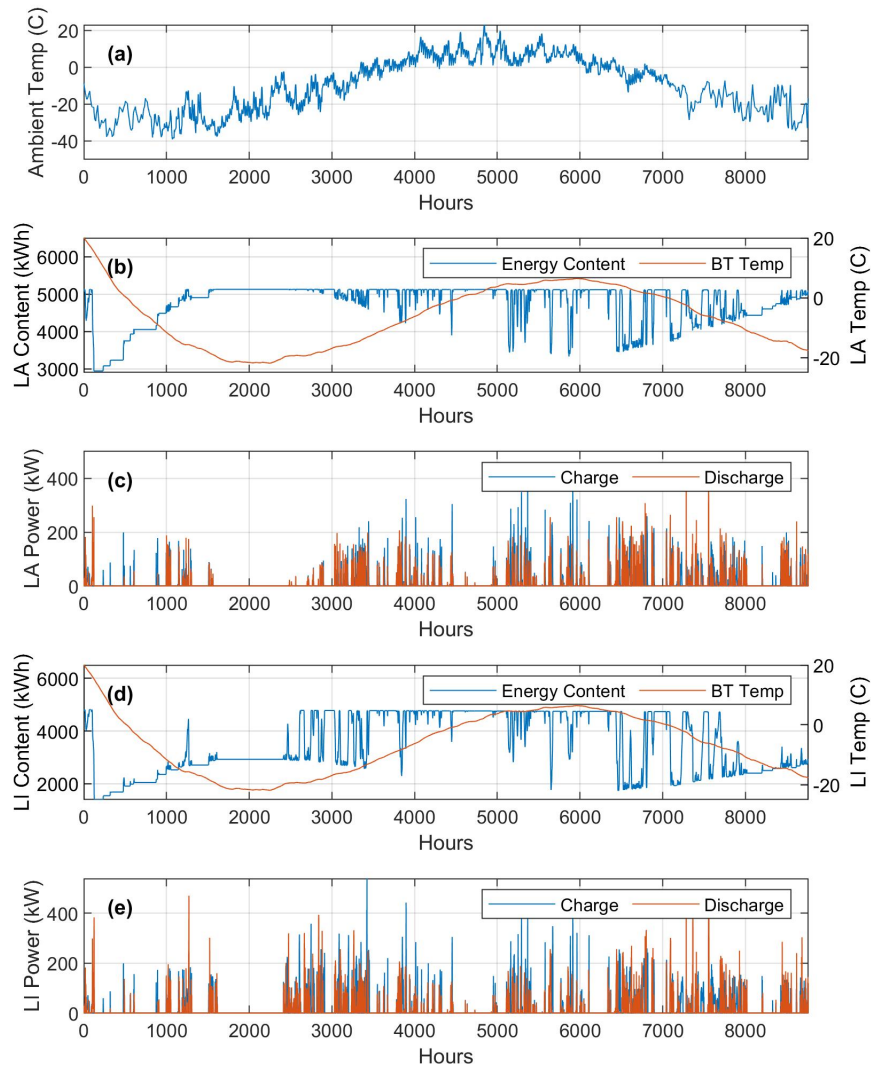 (a)
Ambient Temp (C)
20
0
-20
-40
0 1000 2000 3000 4000 5000 6000 7000 8000
Hours
(b)
LA Content (kWh)
6000
5000
4000
3000
Energy Content BT Temp
20
0
-20
LA Temp (C)
0 1000 2000 3000 4000 5000 6000 7000 8000
Hours
(c)
LA Power (kW)
400
200
0
Charge Discharge
0 1000 2000 3000 4000 5000 6000 7000 8000
Hours
(d)
LI Content (kWh)
6000
4000
2000
Energy Content BT Temp
20
0
-20
LI Temp (C)
0 1000 2000 3000 4000 5000 6000 7000 8000
Hours
(e)
LI Power (kW)
400
200
0
Charge Discharge
0 1000 2000 3000 4000 5000 6000 7000 8000
Hours